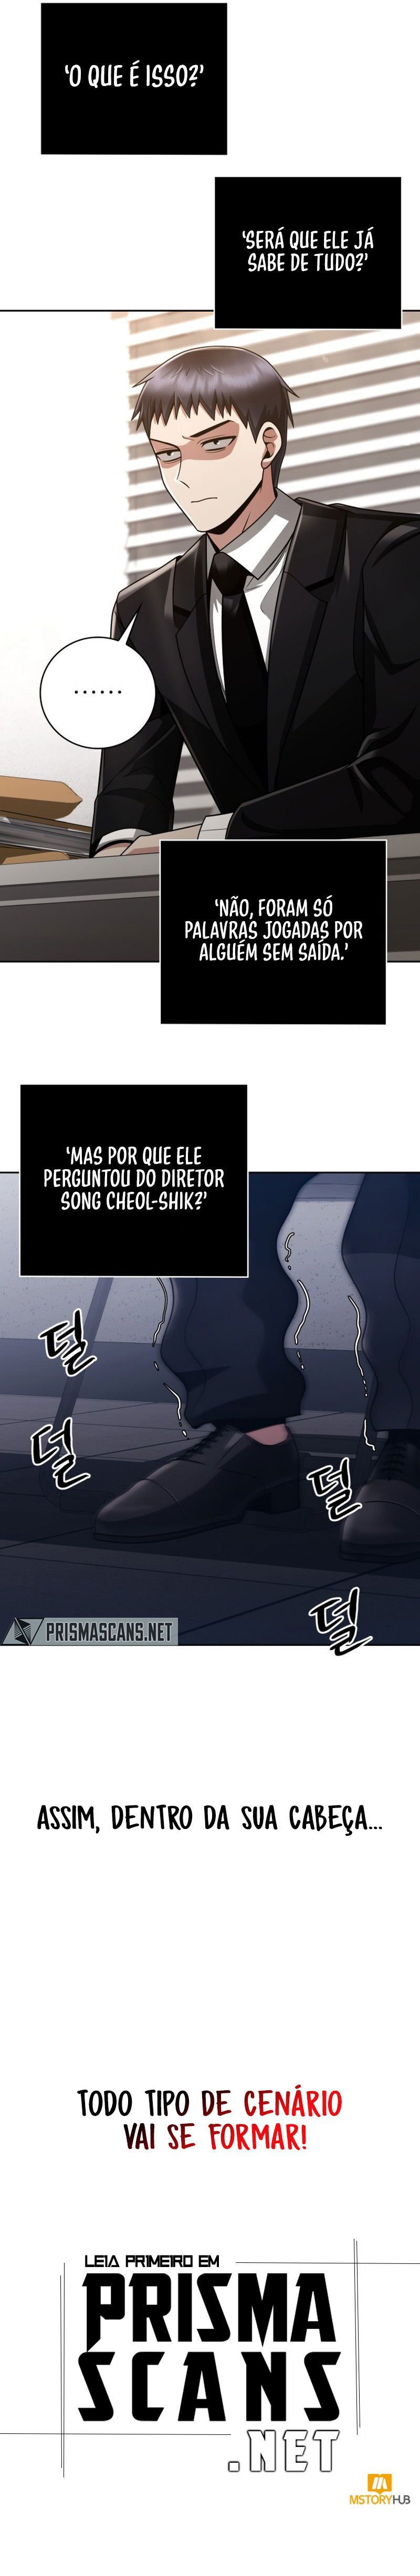 'O QUE É ISSO?'
'SERÁ QUE ELE JÁ
SABE DE TUDO?'
......
'NÃO, FORAM SÓ
PALAVRAS JOGADAS POR
ALGUÉM SEM SAÍDA.'
'MAS POR QUE ELE
PERGUNTOU DO DIRETOR
SONG CHEOL-SHIK?'
덜
덜
덜
덜
PRISMASCANS.NET
ASSIM, DENTRO DA SUA CABEÇA...
TODO TIPO DE CENÁRIO
VAI SE FORMAR!
LEIA PRIMEIRO EM
PRISMA
SCANS
.NET
MSTORYHUB